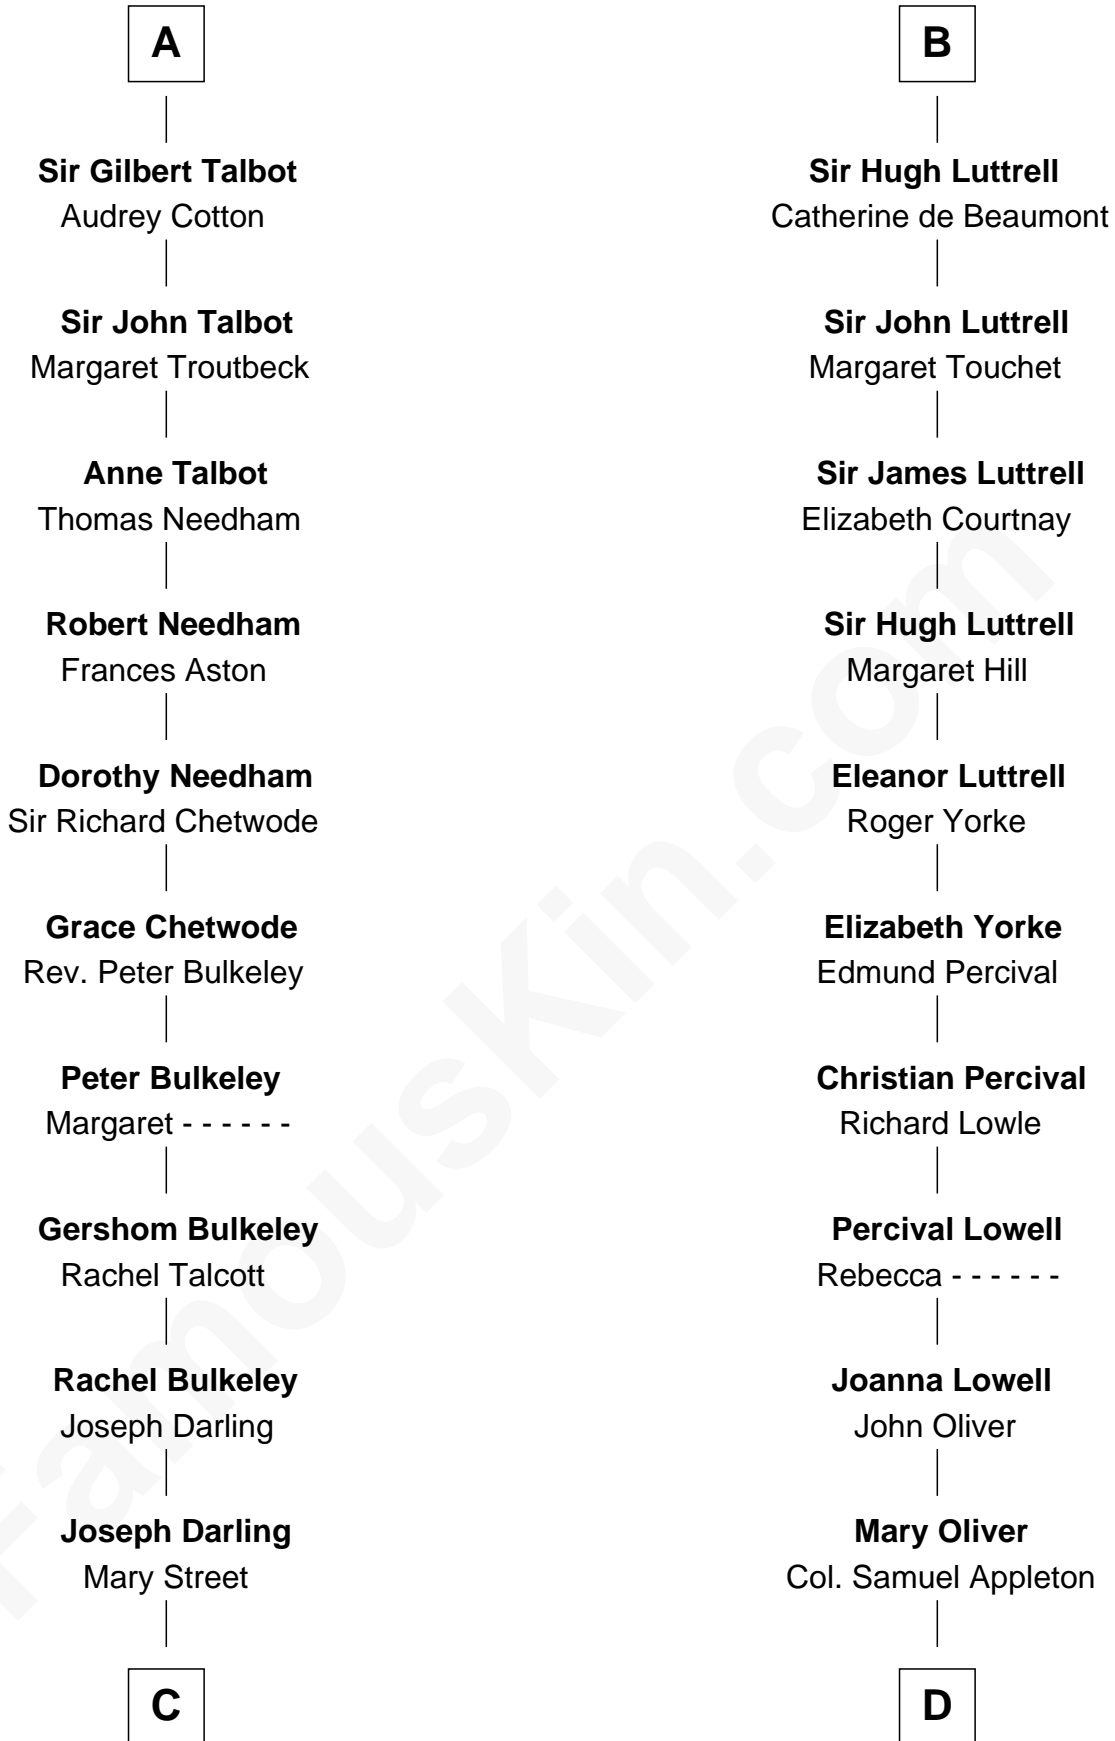 A
Sir Gilbert Talbot
Audrey Cotton
Sir John Talbot
Margaret Troutbeck
Anne Talbot
Thomas Needham
Robert Needham
Frances Aston
Dorothy Needham
Sir Richard Chetwode
Grace Chetwode
Rev. Peter Bulkeley
Peter Bulkeley
Margaret - - - - - -
Gershom Bulkeley
Rachel Talcott
Rachel Bulkeley
Joseph Darling
Joseph Darling
Mary Street
C
B
Sir Hugh Luttrell
Catherine de Beaumont
Sir John Luttrell
Margaret Touchet
Sir James Luttrell
Elizabeth Courtnay
Sir Hugh Luttrell
Margaret Hill
Eleanor Luttrell
Roger Yorke
Elizabeth Yorke
Edmund Percival
Christian Percival
Richard Lowle
Percival Lowell
Rebecca - - - - - -
Joanna Lowell
John Oliver
Mary Oliver
Col. Samuel Appleton
D
FamousKin.com